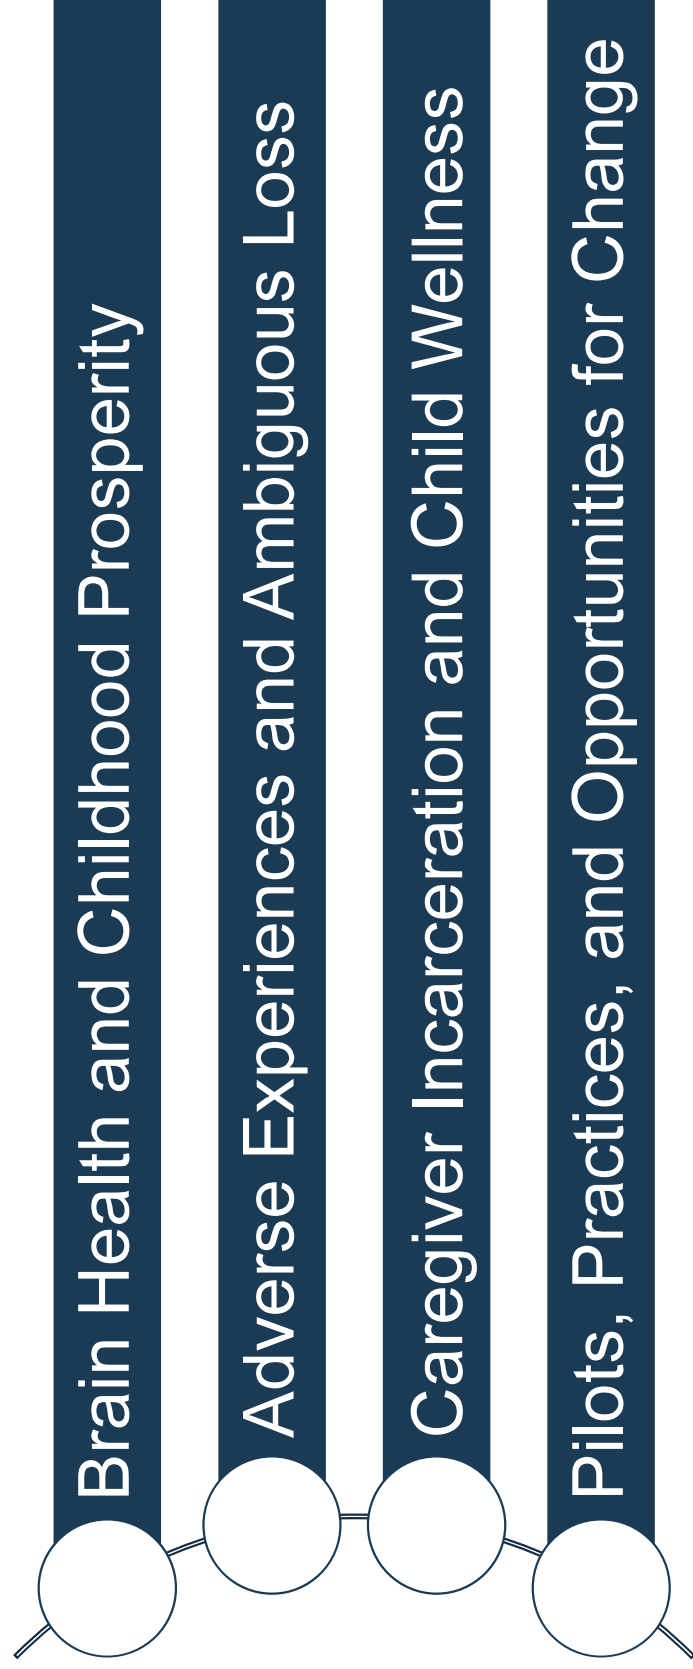 Brain Health and Childhood Prosperity
Adverse Experiences and Ambiguous Loss
Caregiver Incarceration and Child Wellness
Pilots, Practices, and Opportunities for Change